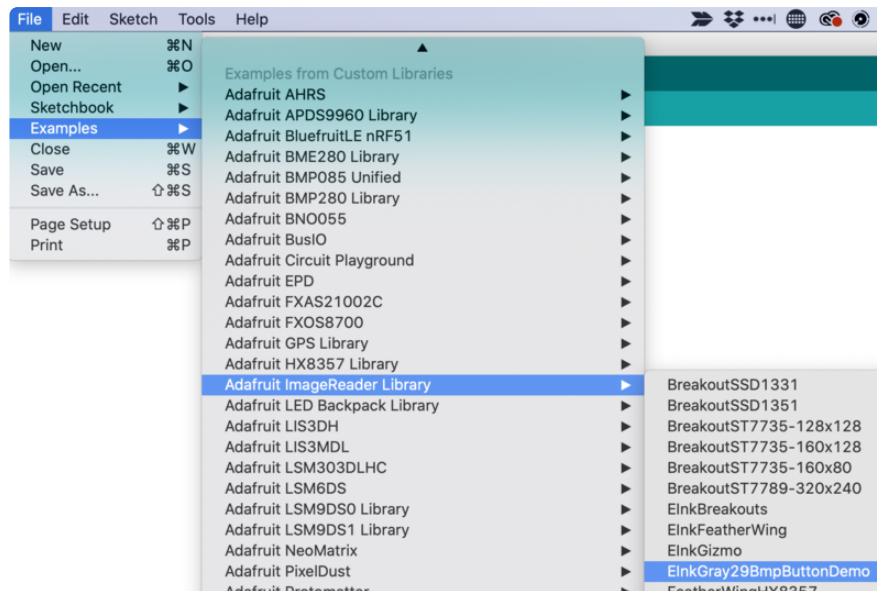 File Edit Sketch Tools Help
New ⌘N
Open... ⌘O
Open Recent
Sketchbook
Examples
Close ⌘W
Save ⌘S
Save As... ⇧⌘S
Page Setup ⇧⌘P
Print ⌘P
Examples from Custom Libraries
Adafruit AHRS
Adafruit APDS9960 Library
Adafruit BluefruitLE nRF51
Adafruit BME280 Library
Adafruit BMP085 Unified
Adafruit BMP280 Library
Adafruit BNO055
Adafruit BusIO
Adafruit Circuit Playground
Adafruit EPD
Adafruit FXAS21002C
Adafruit FXOS8700
Adafruit GPS Library
Adafruit HX8357 Library
Adafruit ImageReader Library
Adafruit LED Backpack Library
Adafruit LIS3DH
Adafruit LIS3MDL
Adafruit LSM303DLHC
Adafruit LSM6DS
Adafruit LSM9DS0 Library
Adafruit LSM9DS1 Library
Adafruit NeoMatrix
Adafruit PixelDust
Adafruit Protomatter
BreakoutSSD1331
BreakoutSSD1351
BreakoutST7735-128x128
BreakoutST7735-160x128
BreakoutST7735-160x80
BreakoutST7789-320x240
EInkBreakouts
EInkFeatherWing
EInkGizmo
EInkGray29BmpButtonDemo
FeatherWingHX8357